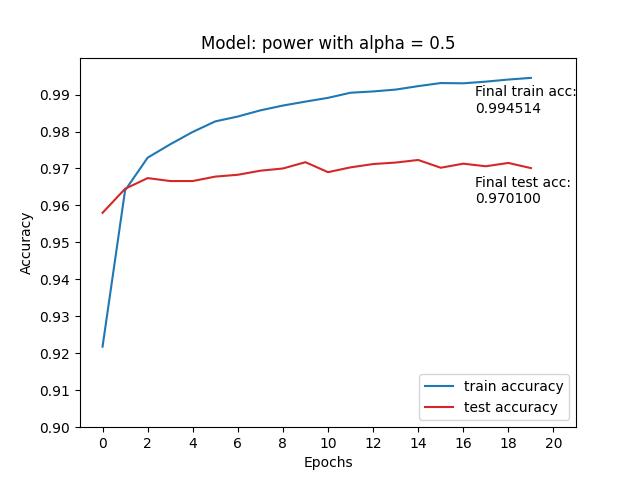 Model: power with alpha = 0.5
Accuracy
0.99
0.98
0.97
0.96
0.95
0.94
0.93
0.92
0.91
0.90
Final train acc:
0.994514
Final test acc:
0.970100
train accuracy
test accuracy
0 2 4 6 8 10 12 14 16 18 20
Epochs